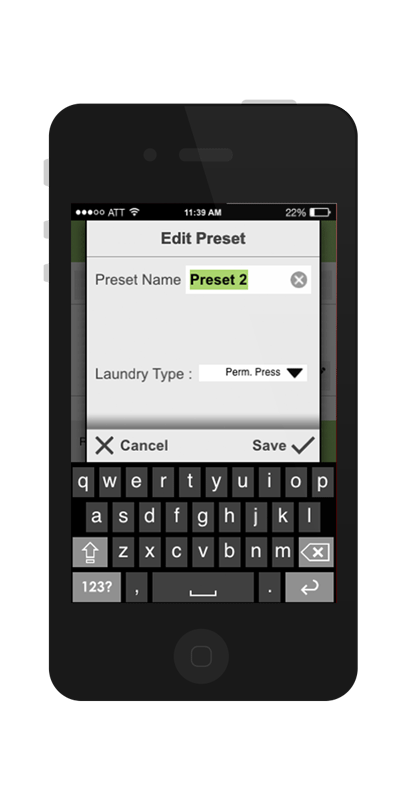 ATT 11:39 AM 22%
Edit Preset
Preset Name Preset 2
Laundry Type : Perm. Press
Cancel Save
q w e r t y u i o p
a s d f g h j k l
z x c v b n m
123? , .